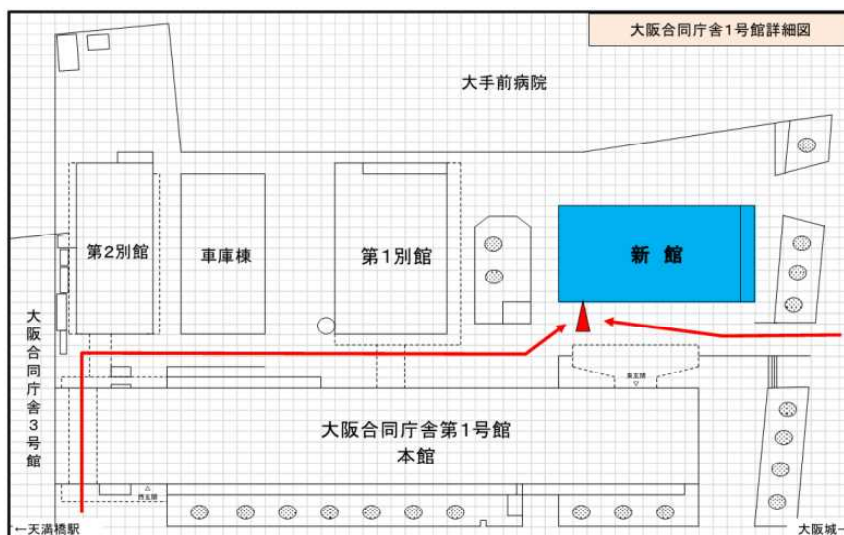 大阪合同庁舎1号館詳細図
大手前病院
第2別館
車庫棟
第1別館
新 館
大阪合同庁舎3号館
東玄関
▽
大阪合同庁舎第1号館
本館
△
西玄関
←天満橋駅
大阪城→